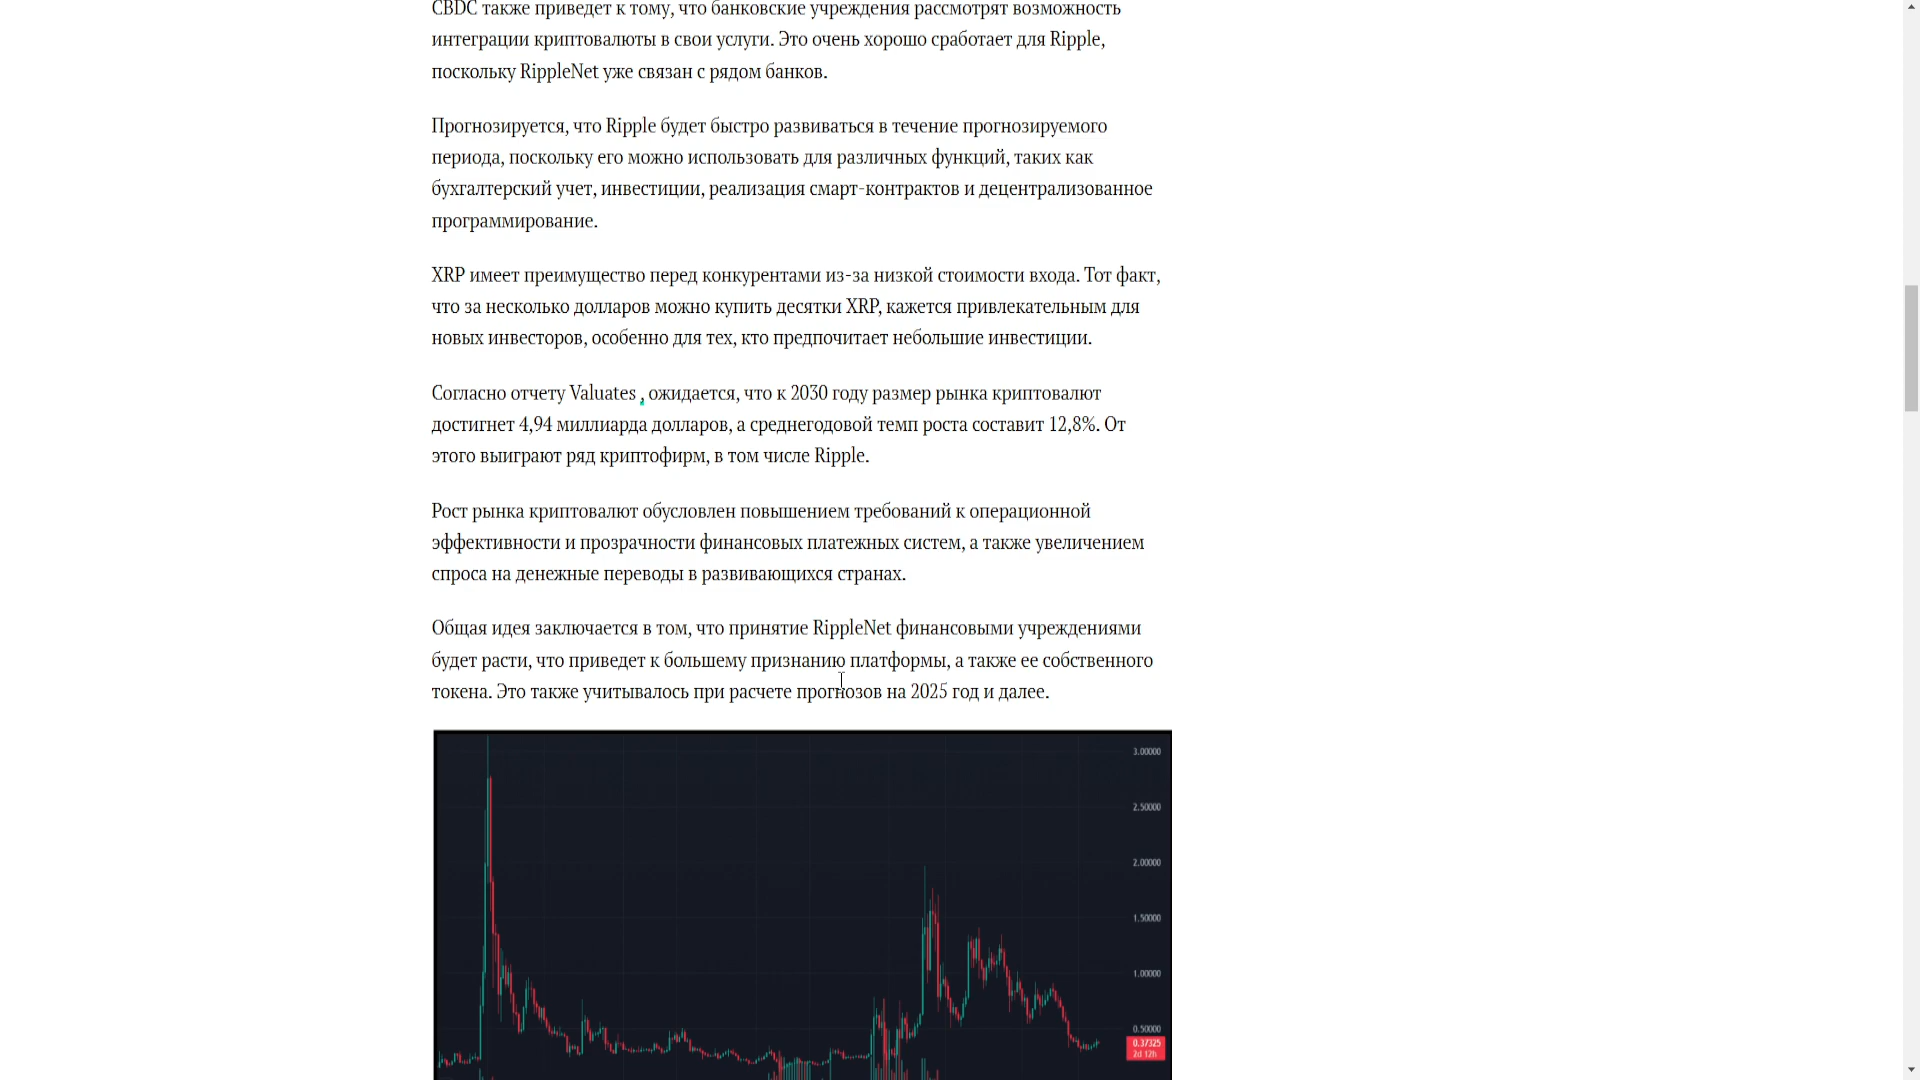 CBDC также приведет к тому, что банковские учреждения рассмотрят возможность
интеграции криптовалюты в свои услуги. Это очень хорошо сработает для Ripple,
поскольку RippleNet уже связан с рядом банков.
Прогнозируется, что Ripple будет быстро развиваться в течение прогнозируемого
периода, поскольку его можно использовать для различных функций, таких как
бухгалтерский учет, инвестиции, реализация смарт-контрактов и децентрализованное
программирование.
XRP имеет преимущество перед конкурентами из-за низкой стоимости входа. Тот факт,
что за несколько долларов можно купить десятки XRP, кажется привлекательным для
новых инвесторов, особенно для тех, кто предпочитает небольшие инвестиции.
Согласно отчету Valuates , ожидается, что к 2030 году размер рынка криптовалют
достигнет 4,94 миллиарда долларов, а среднегодовой темп роста составит 12,8%. От
этого выиграют ряд криптофирм, в том числе Ripple.
Рост рынка криптовалют обусловлен повышением требований к операционной
эффективности и прозрачности финансовых платежных систем, а также увеличением
спроса на денежные переводы в развивающихся странах.
Общая идея заключается в том, что принятие RippleNet финансовыми учреждениями
будет расти, что приведет к большему признанию платформы, а также ее собственного
токена. Это также учитывалось при расчете прогнозов на 2025 год и далее.
3.00000
2.50000
2.00000
1.50000
1.00000
0.50000
0.37325
2d 12h